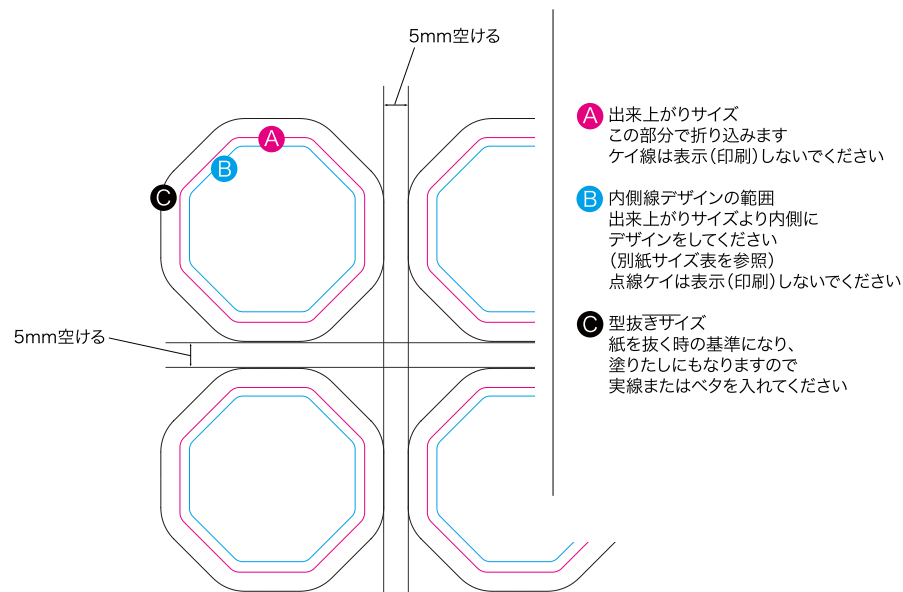 5mm空ける
A 出来上がりサイズ
この部分で折り込みます
ケイ線は表示(印刷)しないでください
A
B
C
B 内側線デザインの範囲
出来上がりサイズより内側に
デザインをしてください
(別紙サイズ表を参照)
点線ケイは表示(印刷)しないでください
C 型抜きサイズ
紙を抜く時の基準になり、
塗りたしにもなりますので
実線またはベタを入れてください
5mm空ける